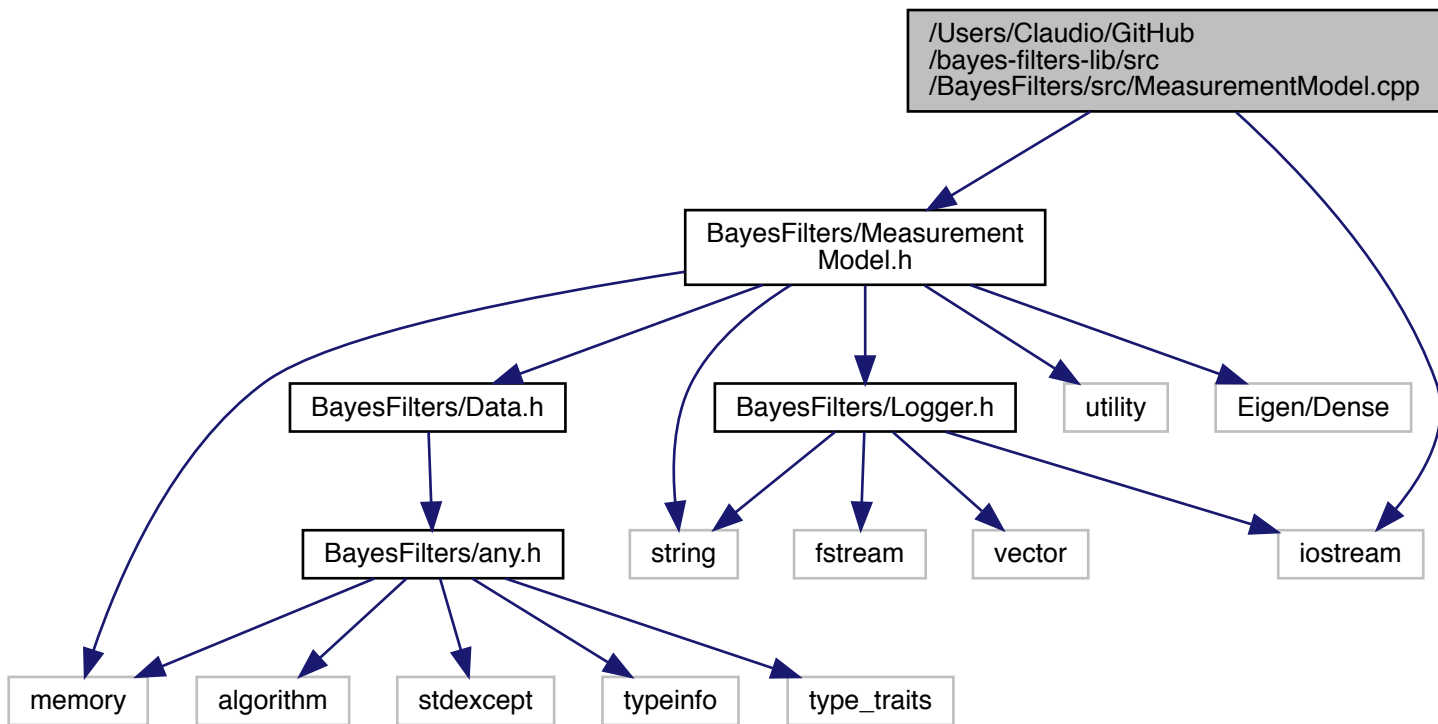 /Users/Claudio/GitHub
/bayes-filters-lib/src
/BayesFilters/src/MeasurementModel.cpp
BayesFilters/Measurement
Model.h
BayesFilters/Data.h
BayesFilters/Logger.h
utility
Eigen/Dense
BayesFilters/any.h
string
fstream
vector
iostream
memory
algorithm
stdexcept
typeinfo
type_traits